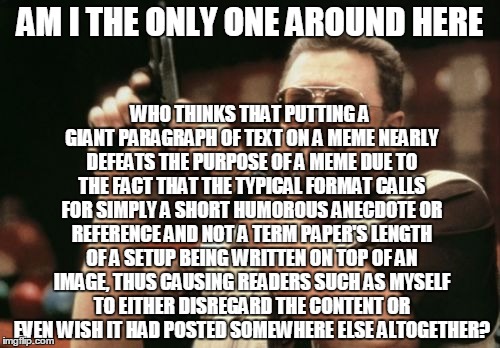 AM I THE ONLY ONE AROUND HERE
WHO THINKS THAT PUTTING A
GIANT PARAGRAPH OF TEXT ON A MEME NEARLY
DEFEATS THE PURPOSE OF A MEME DUE TO
THE FACT THAT THE TYPICAL FORMAT CALLS
FOR SIMPLY A SHORT HUMOROUS ANECDOTE OR
REFERENCE AND NOT A TERM PAPER'S LENGTH
OF A SETUP BEING WRITTEN ON TOP OF AN
IMAGE, THUS CAUSING READERS SUCH AS MYSELF
TO EITHER DISREGARD THE CONTENT OR
EVEN WISH IT HAD POSTED SOMEWHERE ELSE ALTOGETHER?
imgflip.com